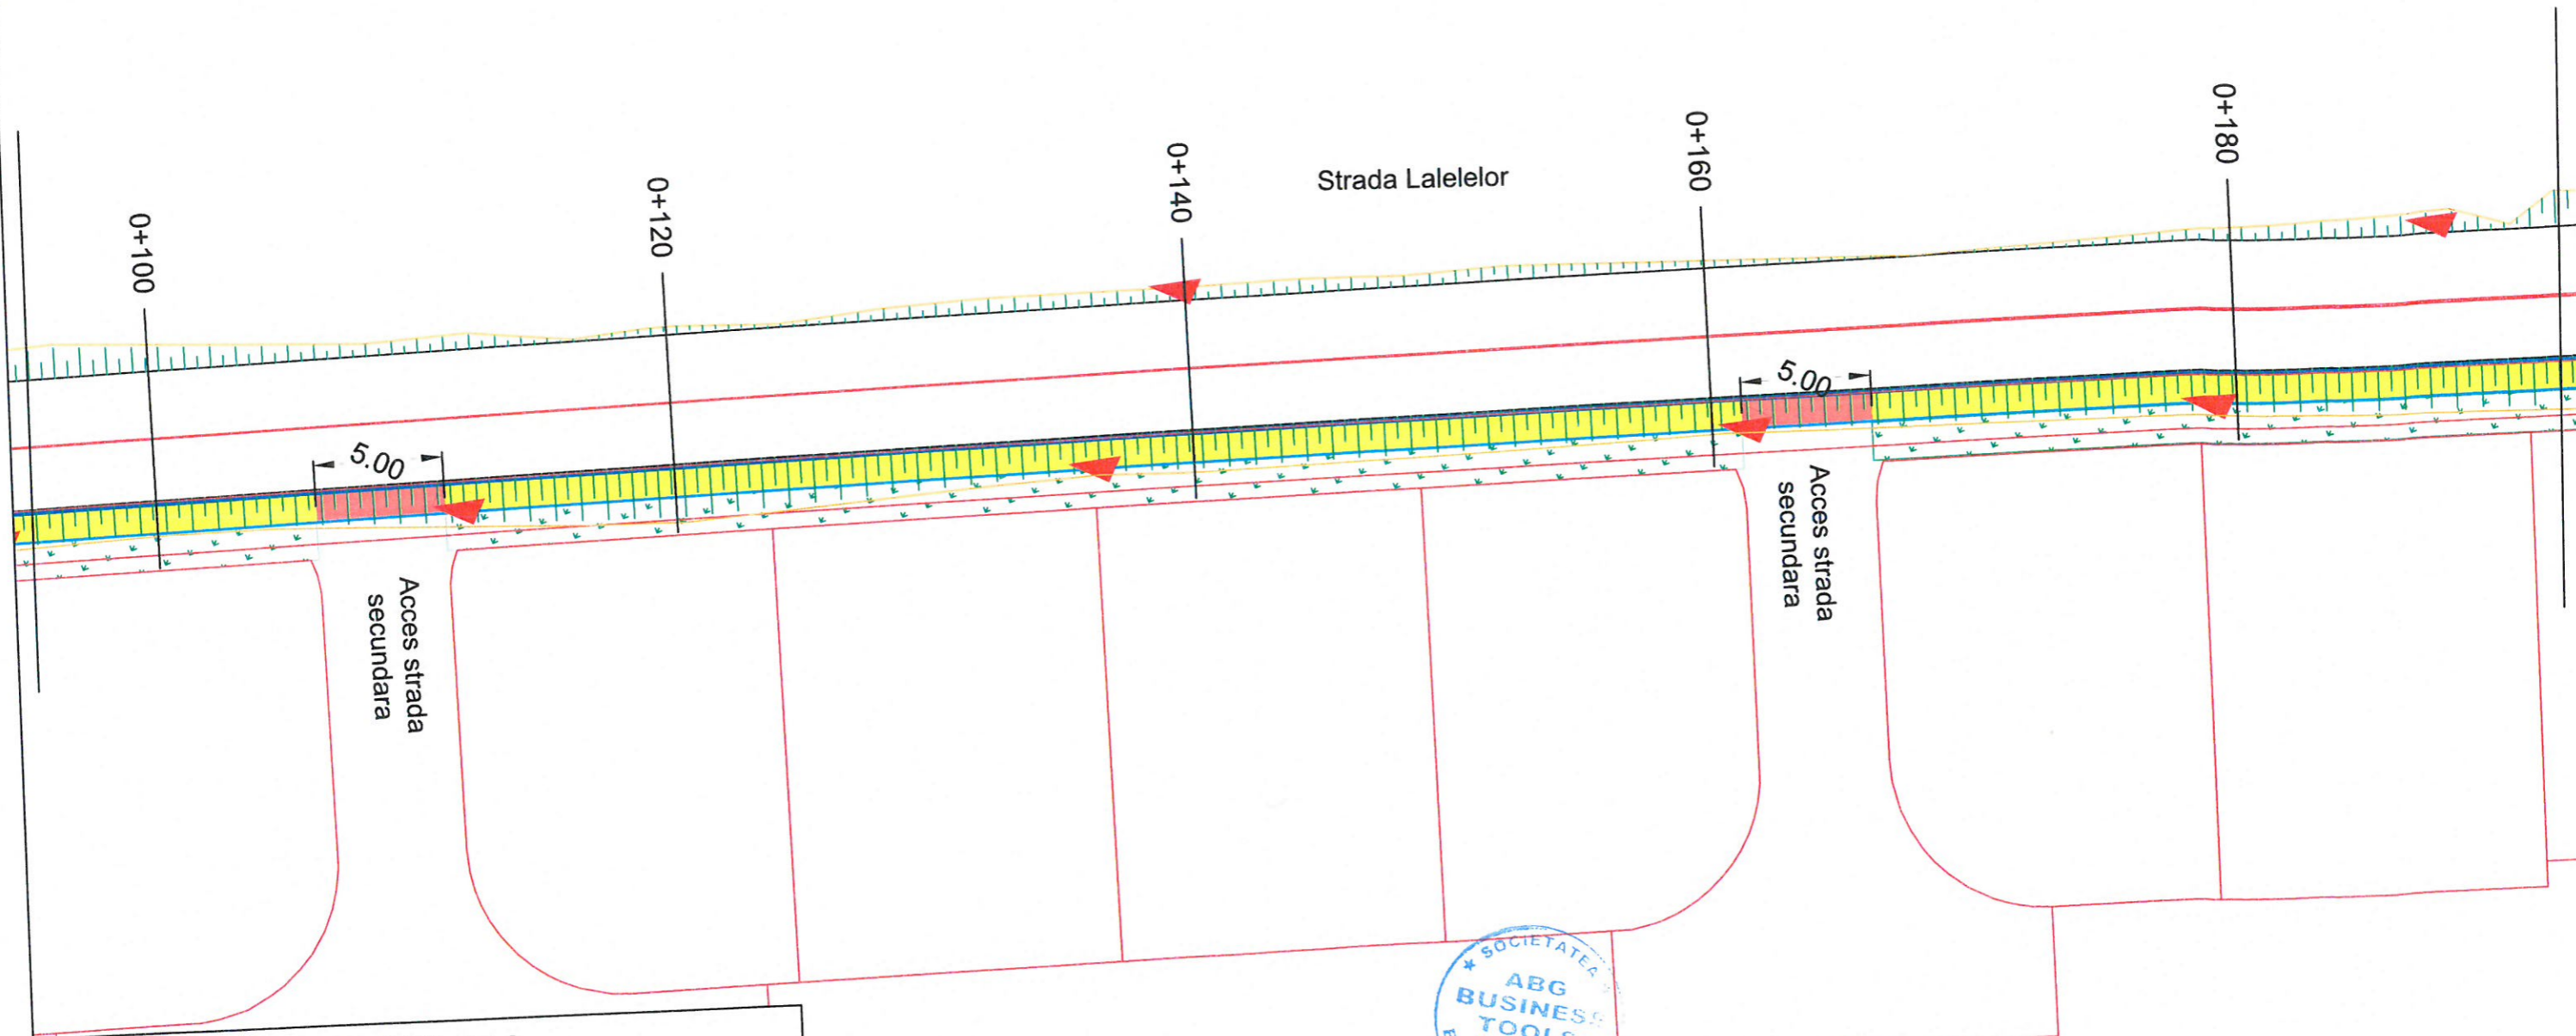 0+100
0+120
0+140
Strada Lalelelor
0+160
0+180
5.00
5.00
Acces strada
secundara
Acces strada
secundara
★ SOCIETATEA
ABG
BUSINESS